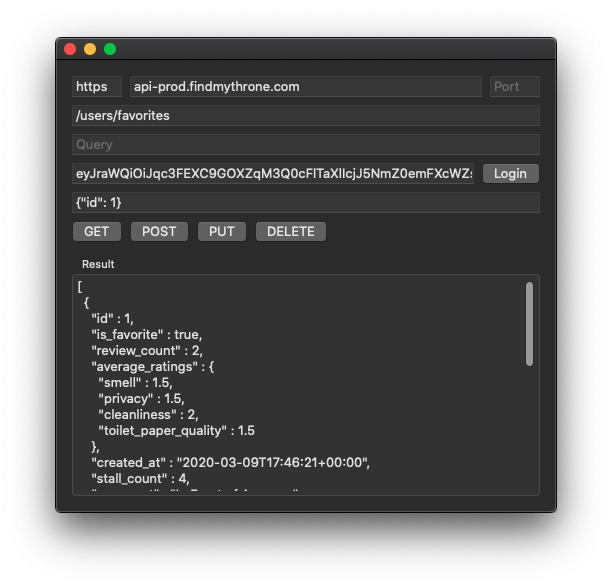 https api-prod.findmythrone.com Port
/users/favorites
Query
Login
{"id": 1}
GET POST PUT DELETE
Result
[
{
"id" : 1,
"is_favorite" : true,
"review_count" : 2,
"average_ratings" : {
"smell" : 1.5,
"privacy" : 1.5,
"cleanliness" : 2,
"toilet_paper_quality" : 1.5
},
"created_at" : "2020-03-09T17:46:21+00:00",
"stall_count" : 4,